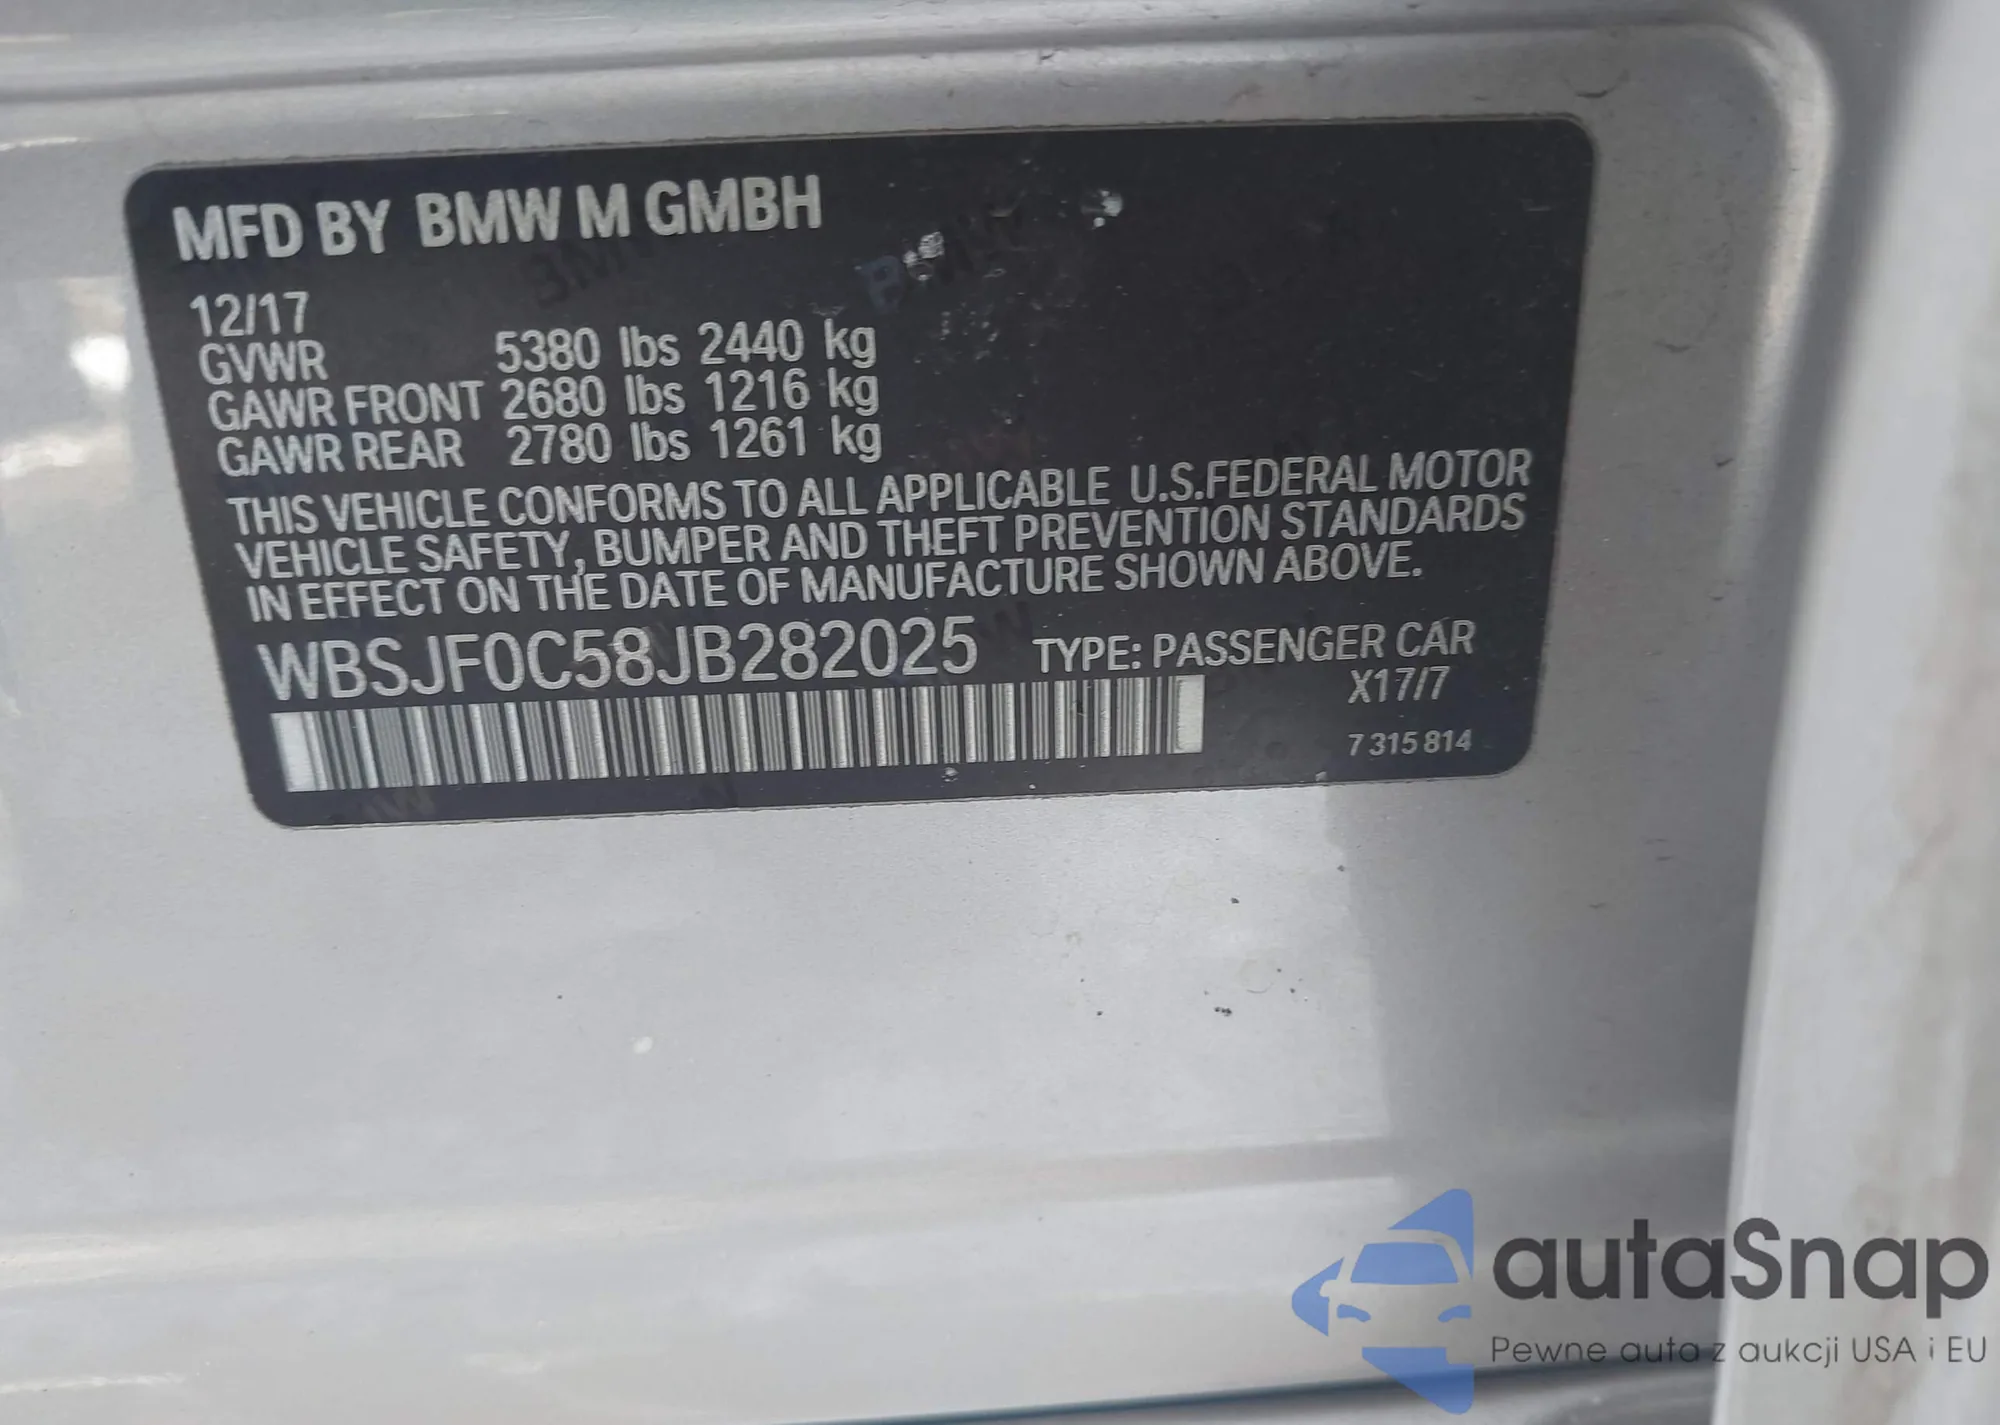 MFD BY BMW M GMBH
12/17
GVWR 5380 lbs 2440 kg
GAWR FRONT 2680 lbs 1216 kg
GAWR REAR 2780 lbs 1261 kg
THIS VEHICLE CONFORMS TO ALL APPLICABLE U.S.FEDERAL MOTOR
VEHICLE SAFETY, BUMPER AND THEFT PREVENTION STANDARDS
IN EFFECT ON THE DATE OF MANUFACTURE SHOWN ABOVE.
WBSJF0C58JB282025 TYPE: PASSENGER CAR
X17/7
7 315 814
autaSnap
Pewne auta z aukcji USA i EU